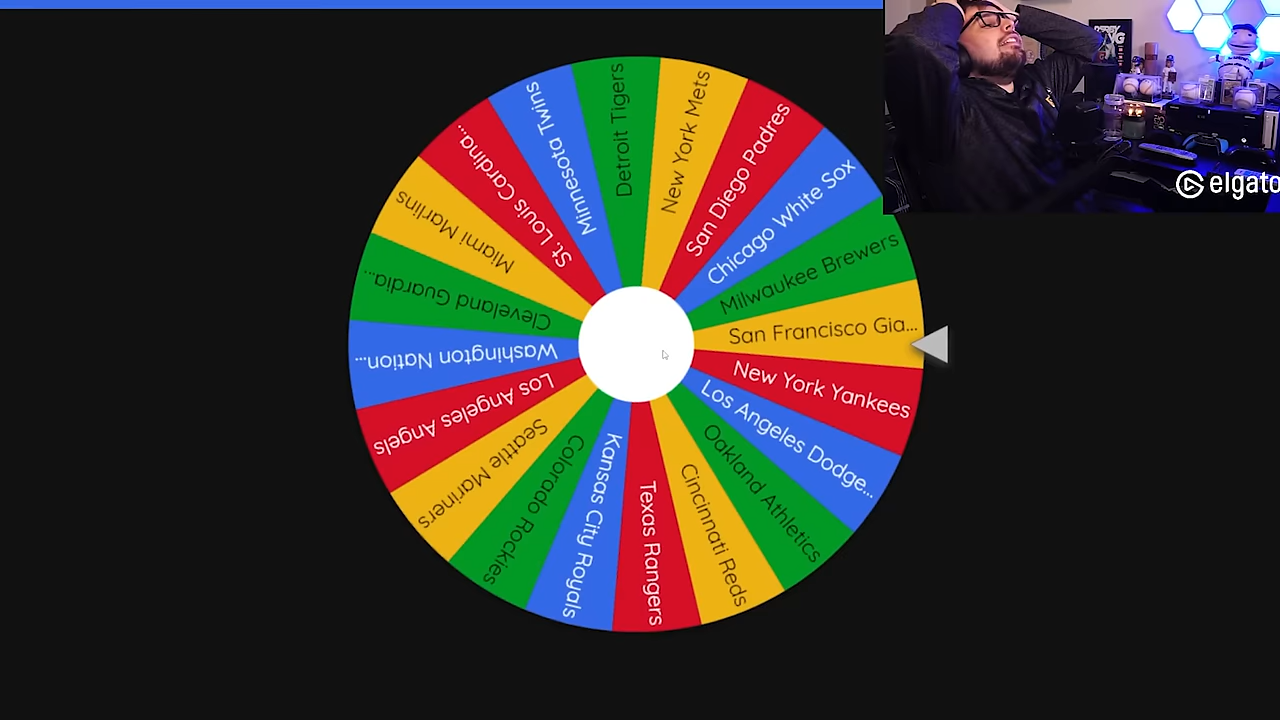 Detroit Tigers
New York Mets
San Diego Padres
Chicago White Sox
Milwaukee Brewers
San Francisco Gia...
New York Yankees
Los Angeles Dodge...
Oakland Athletics
Cincinnati Reds
Texas Rangers
Kansas City Royals
Colorado Rockies
Seattle Mariners
Los Angeles Angels
Washington Nation...
Cleveland Guardia...
Miami Marlins
St. Louis Cardina...
Minnesota Twins
elgato